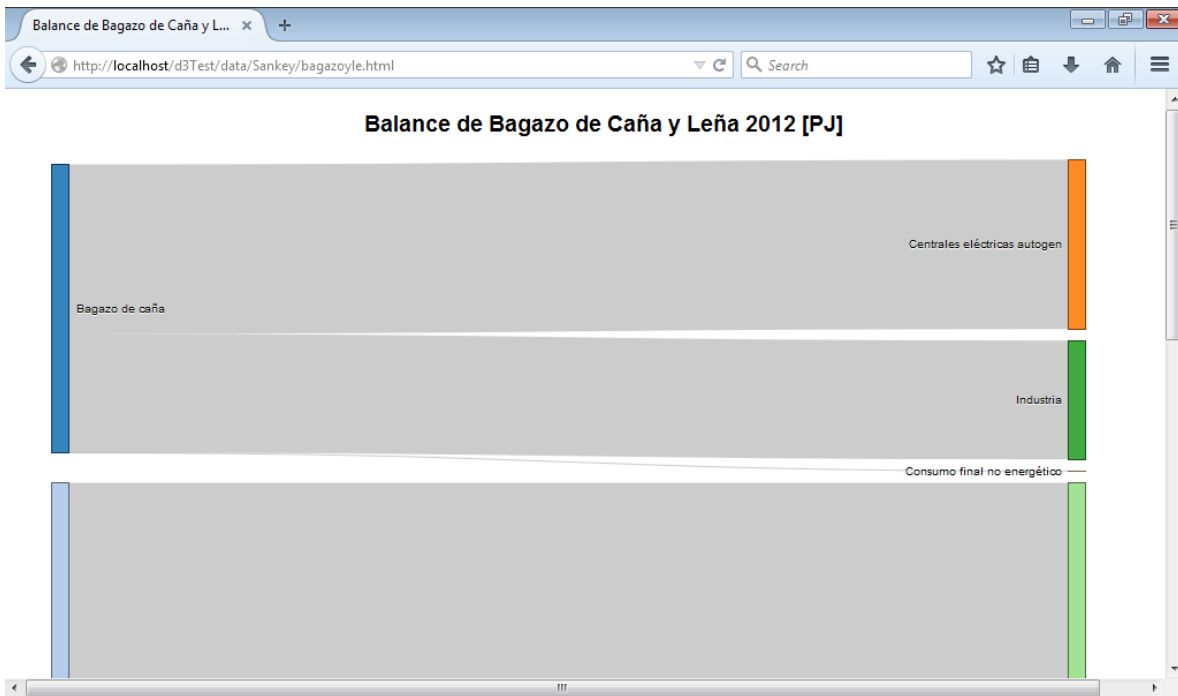 Balance de Bagazo de Caña y L...
http://localhost/d3Test/data/Sankey/bagazoyle.html
Search
Balance de Bagazo de Caña y Leña 2012 [PJ]
Centrales eléctricas autogen
Bagazo de caña
Industria
Consumo final no energético